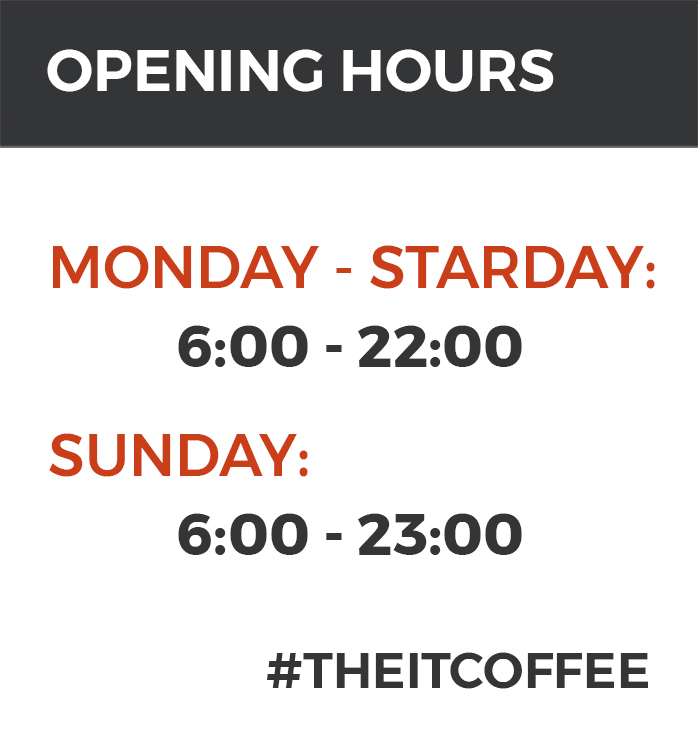 OPENING HOURS
MONDAY - STARDAY:
6:00 - 22:00
SUNDAY:
6:00 - 23:00
#THEITCOFFEE